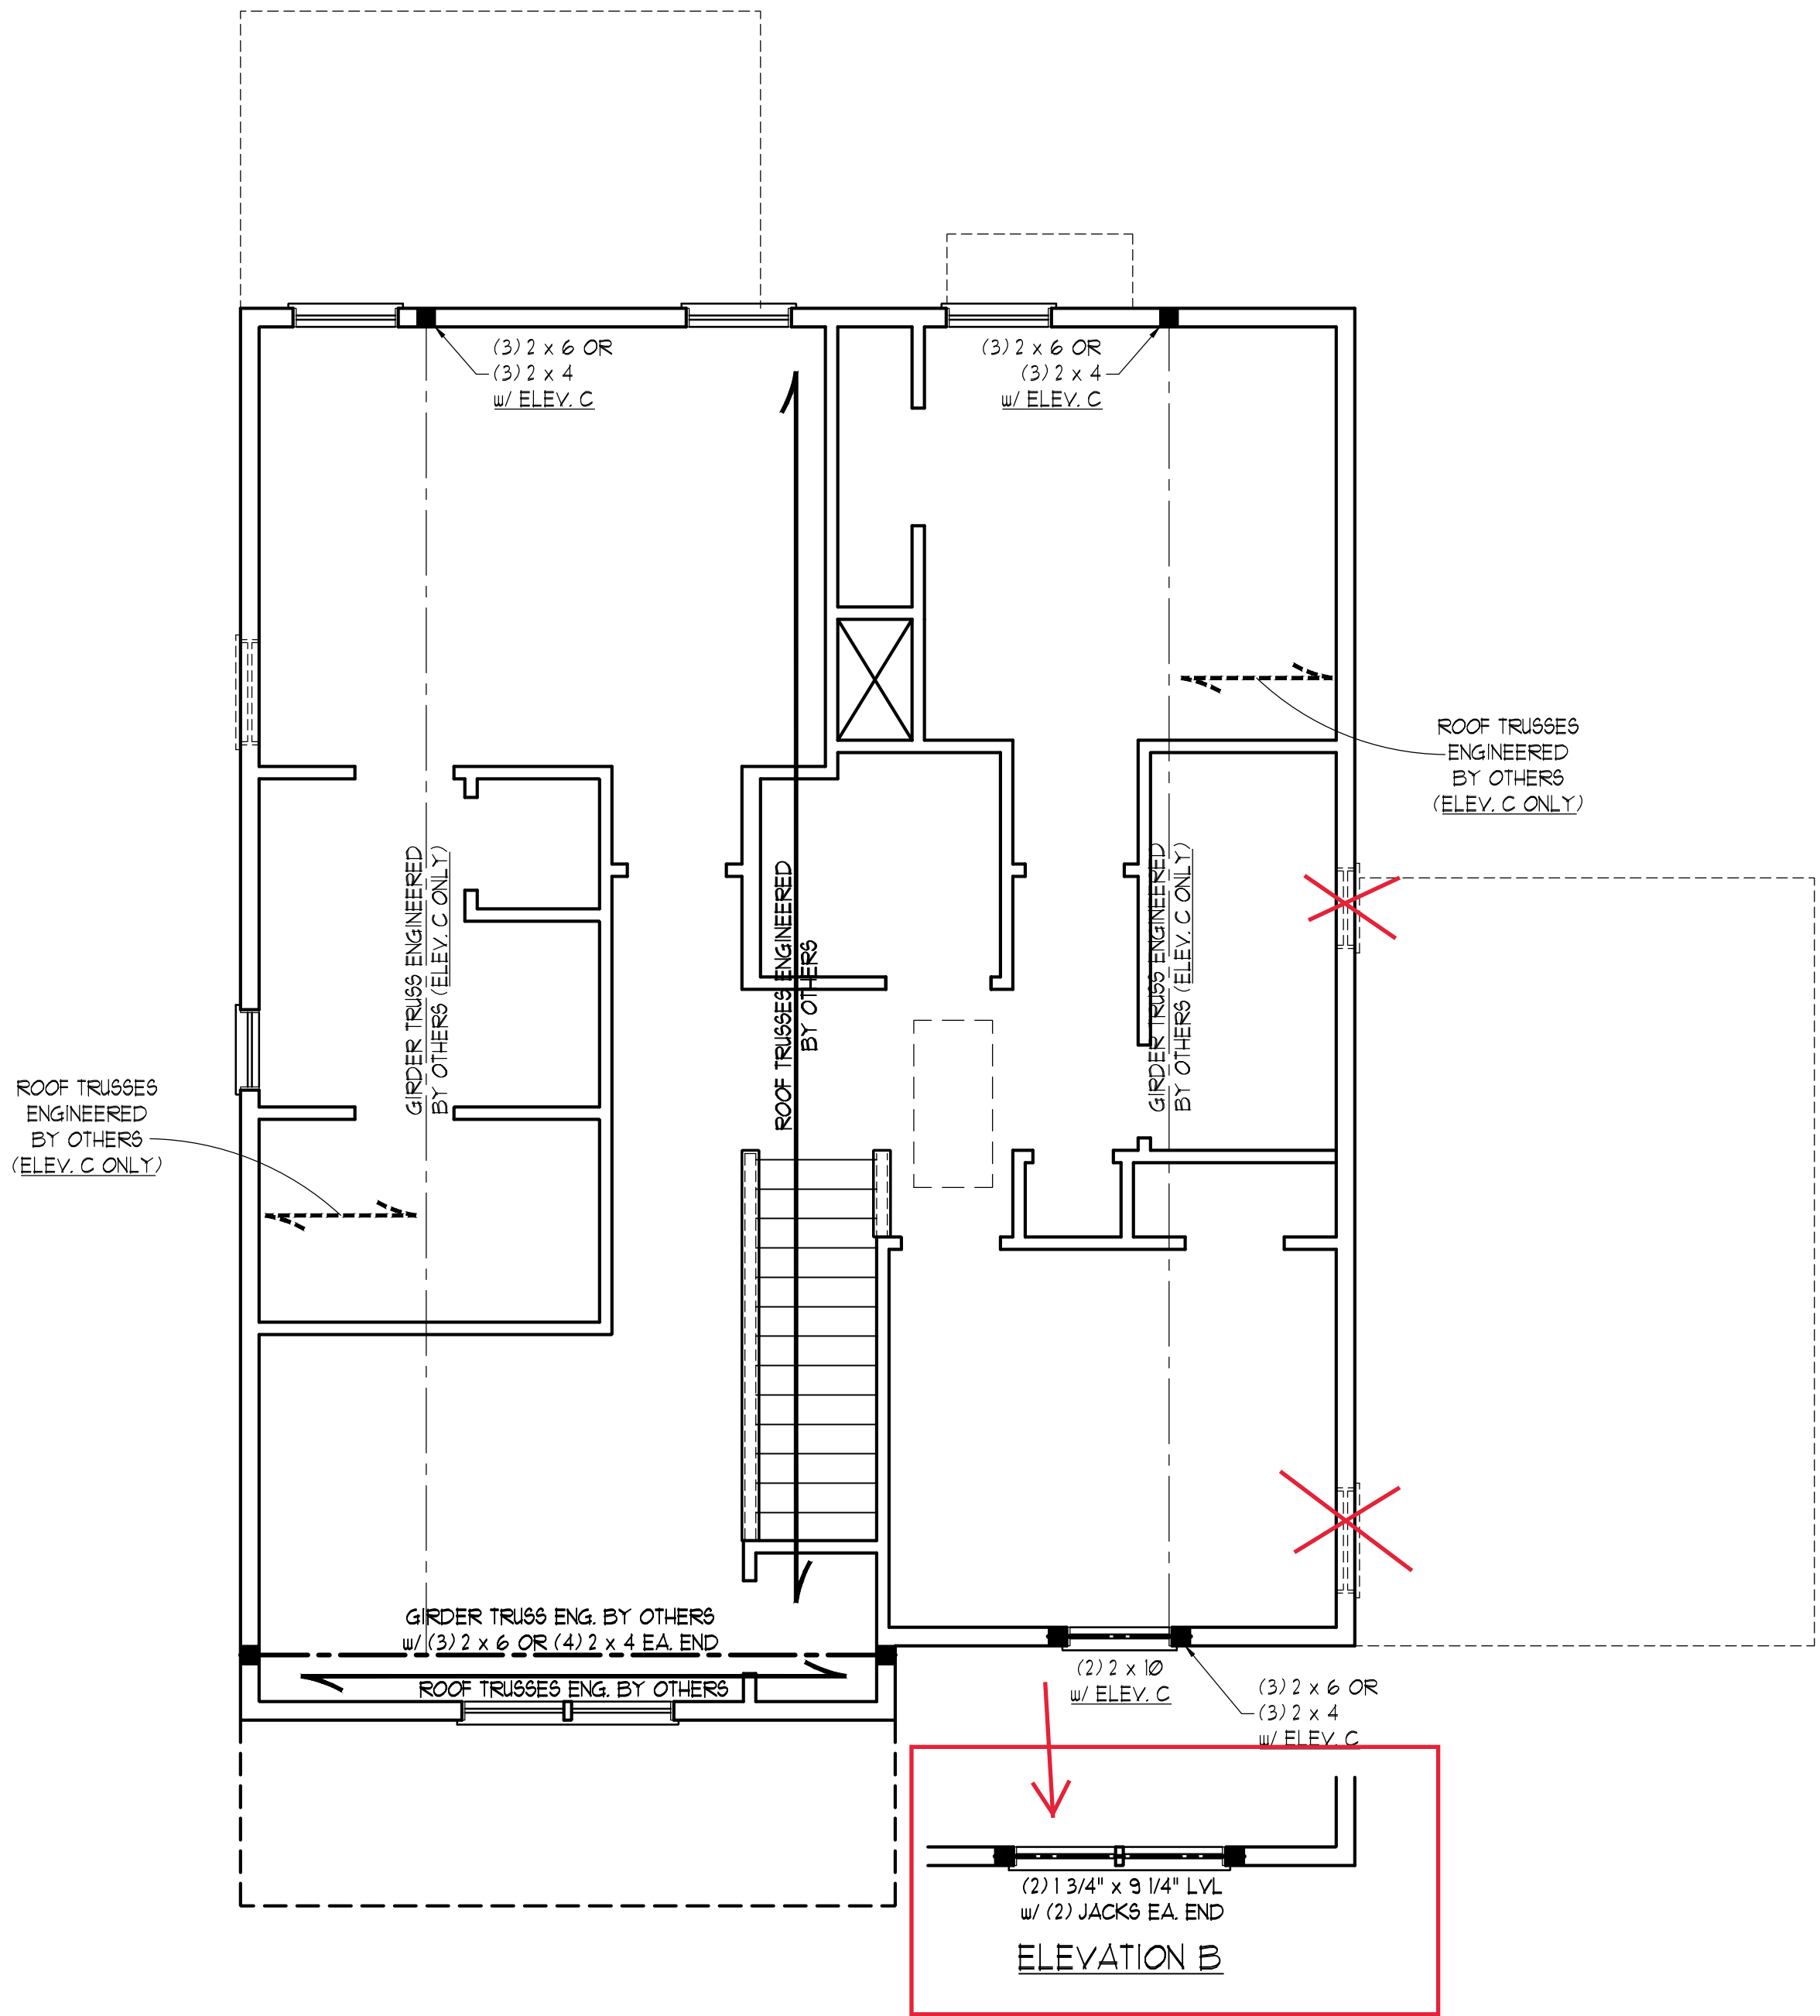 (3) 2 x 6 OR
(3) 2 x 4
w/ ELEV. C
(3) 2 x 6 OR
(3) 2 x 4
w/ ELEV. C
ROOF TRUSSES
ENGINEERED
BY OTHERS
(ELEV. C ONLY)
GIRDER TRUSS ENGINEERED
BY OTHERS (ELEV. C ONLY)
ROOF TRUSSES ENGINEERED
BY OTHERS
GIRDER TRUSS ENGINEERED
BY OTHERS (ELEV. C ONLY)
ROOF TRUSSES
ENGINEERED
BY OTHERS
(ELEV. C ONLY)
GIRDER TRUSS ENG. BY OTHERS
w/ (3) 2 x 6 OR (4) 2 x 4 EA. END
ROOF TRUSSES ENG. BY OTHERS
(2) 2 x 10
w/ ELEV. C
(3) 2 x 6 OR
(3) 2 x 4
w/ ELEV. C
(2) 1 3/4" x 9 1/4" LVL
w/ (2) JACKS EA. END
ELEVATION B